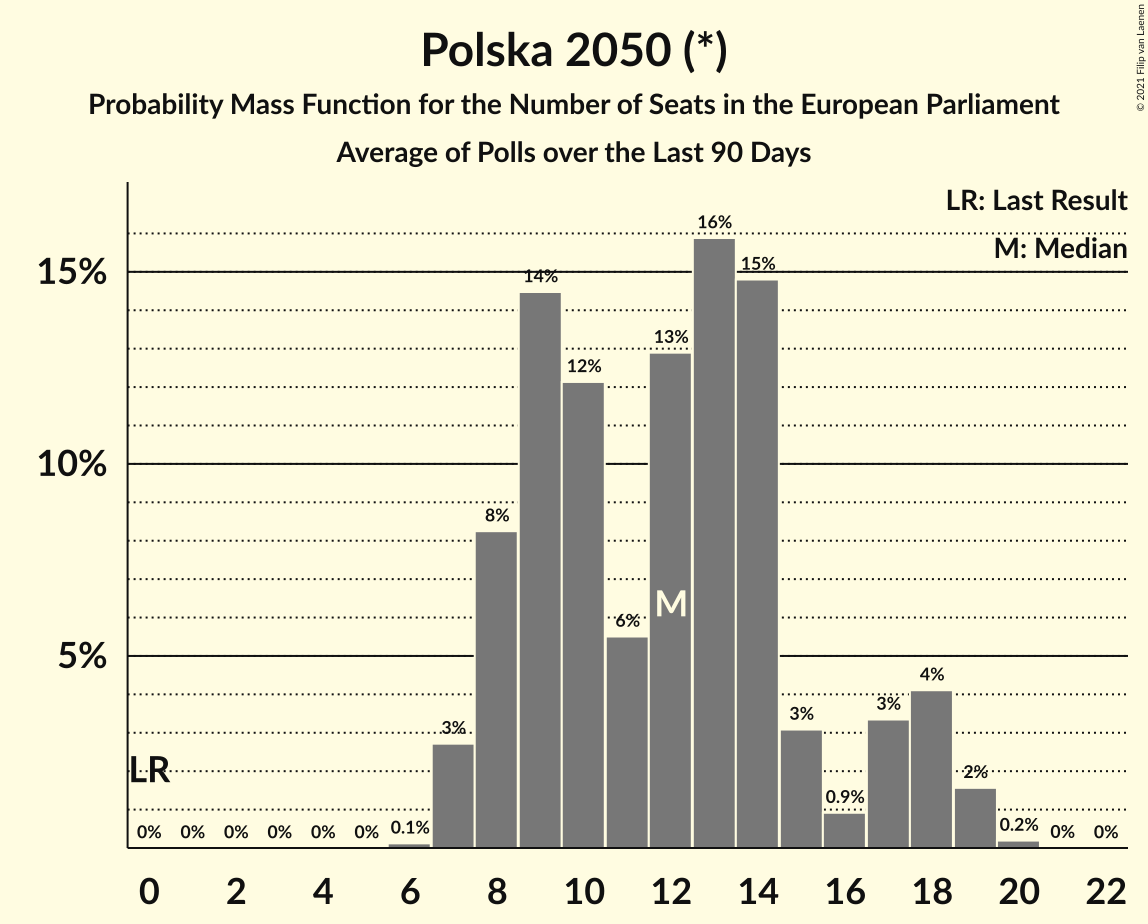 Polska 2050 (*)
Probability Mass Function for the Number of Seats in the European Parliament
Average of Polls over the Last 90 Days
© 2021 Filip van Laenen
LR: Last Result
M: Median
15%
10%
5%
LR
M
0% 0% 0% 0% 0% 0% 0.1% 3% 8% 14% 12% 6% 13% 16% 15% 3% 0.9% 3% 4% 2% 0.2% 0% 0%
0 2 4 6 8 10 12 14 16 18 20 22